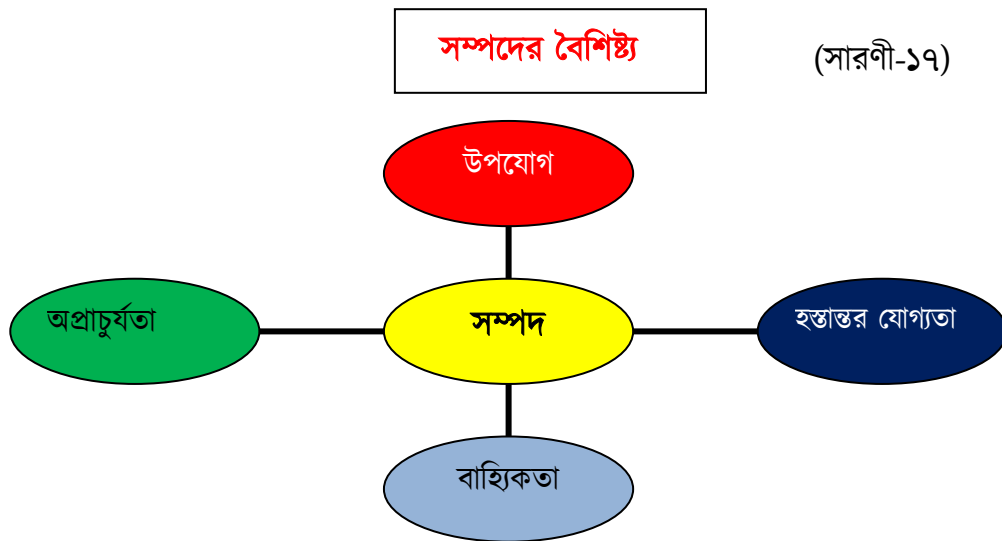 সম্পদের বৈশিষ্ট্য
(সারণী-১৭)
উপযোগ
অপ্রাচুর্যতা
সম্পদ
হস্তান্তর যোগ্যতা
বাহ্যিকতা